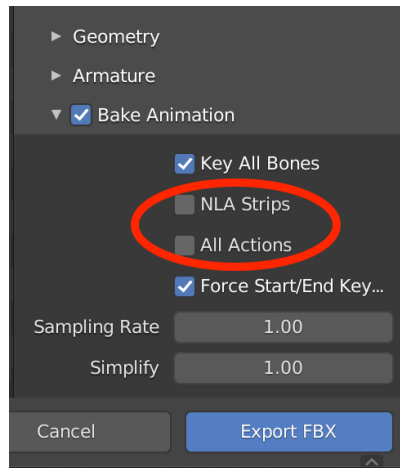 Geometry
Armature
Bake Animation
Key All Bones
NLA Strips
All Actions
Force Start/End Key...
Sampling Rate 1.00
Simplify 1.00
Cancel Export FBX